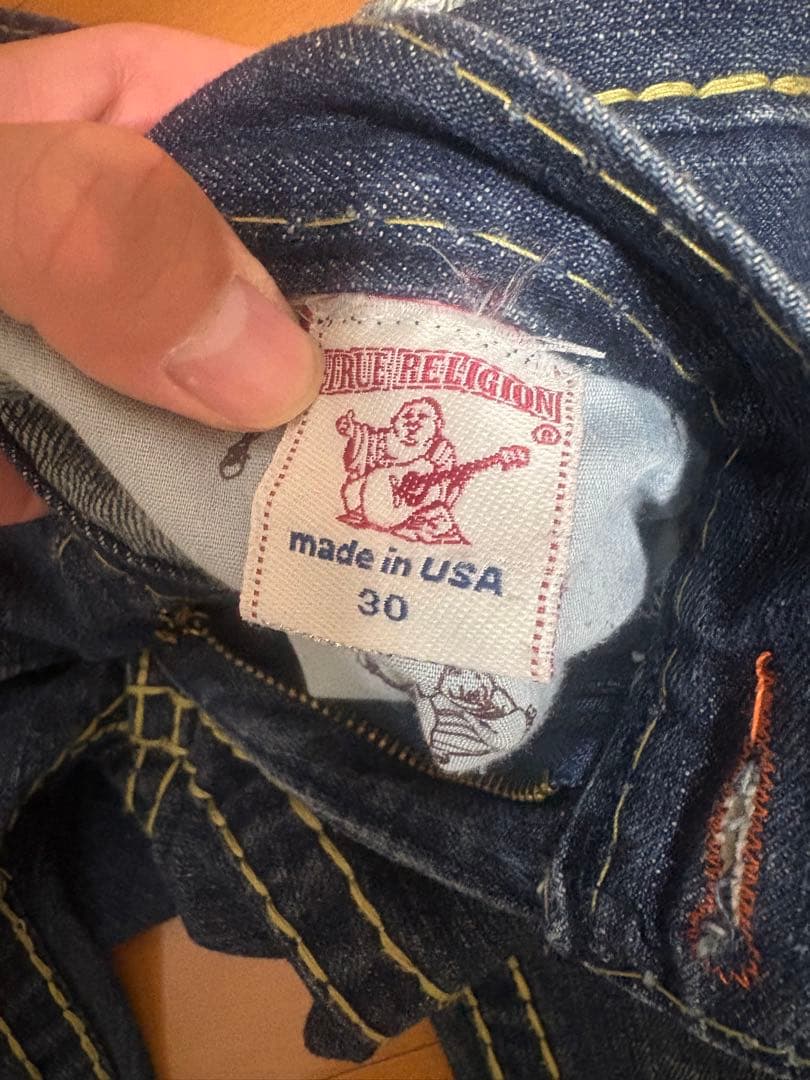 TRUE RELIGION
®
made in USA
30